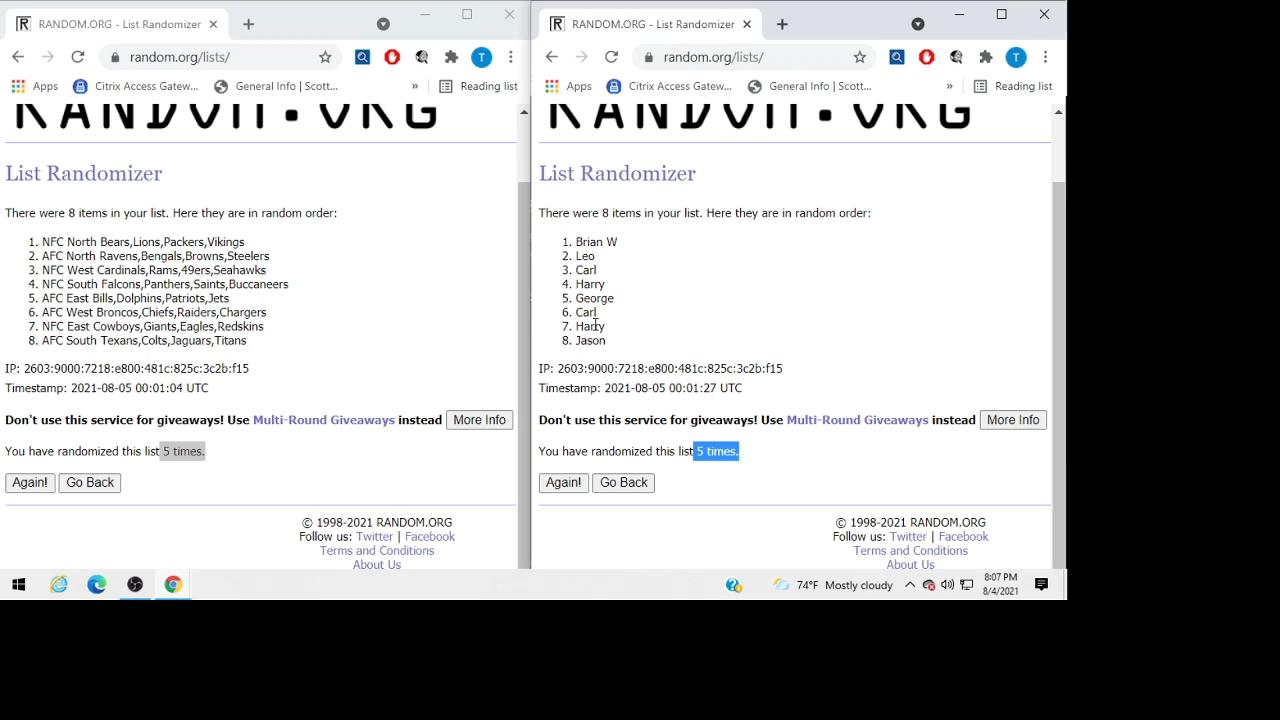 RANDOM.ORG - List Randomizer
random.org/lists/
Apps
Citrix Access Gatew...
General Info | Scott...
»
Reading list
RANDOM.ORG
List Randomizer
There were 8 items in your list. Here they are in random order:
1. NFC North Bears,Lions,Packers,Vikings
2. AFC North Ravens,Bengals,Browns,Steelers
3. NFC West Cardinals,Rams,49ers,Seahawks
4. NFC South Falcons,Panthers,Saints,Buccaneers
5. AFC East Bills,Dolphins,Patriots,Jets
6. AFC West Broncos,Chiefs,Raiders,Chargers
7. NFC East Cowboys,Giants,Eagles,Redskins
8. AFC South Texans,Colts,Jaguars,Titans
IP: 2603:9000:7218:e800:481c:825c:3c2b:f15
Timestamp: 2021-08-05 00:01:04 UTC
Don't use this service for giveaways! Use Multi-Round Giveaways instead More Info
You have randomized this list 5 times.
Again! Go Back
© 1998-2021 RANDOM.ORG
Follow us: Twitter | Facebook
Terms and Conditions
About Us
RANDOM.ORG - List Randomizer
random.org/lists/
T
Apps
Citrix Access Gatew...
General Info | Scott...
»
Reading list
RANDOM.ORG
List Randomizer
There were 8 items in your list. Here they are in random order:
1. Brian W
2. Leo
3. Carl
4. Harry
5. George
6. Carl
7. Harry
8. Jason
IP: 2603:9000:7218:e800:481c:825c:3c2b:f15
Timestamp: 2021-08-05 00:01:27 UTC
Don't use this service for giveaways! Use Multi-Round Giveaways instead More Info
You have randomized this list 5 times.
Again! Go Back
© 1998-2021 RANDOM.ORG
Follow us: Twitter | Facebook
Terms and Conditions
About Us
74°F Mostly cloudy
8:07 PM
8/4/2021